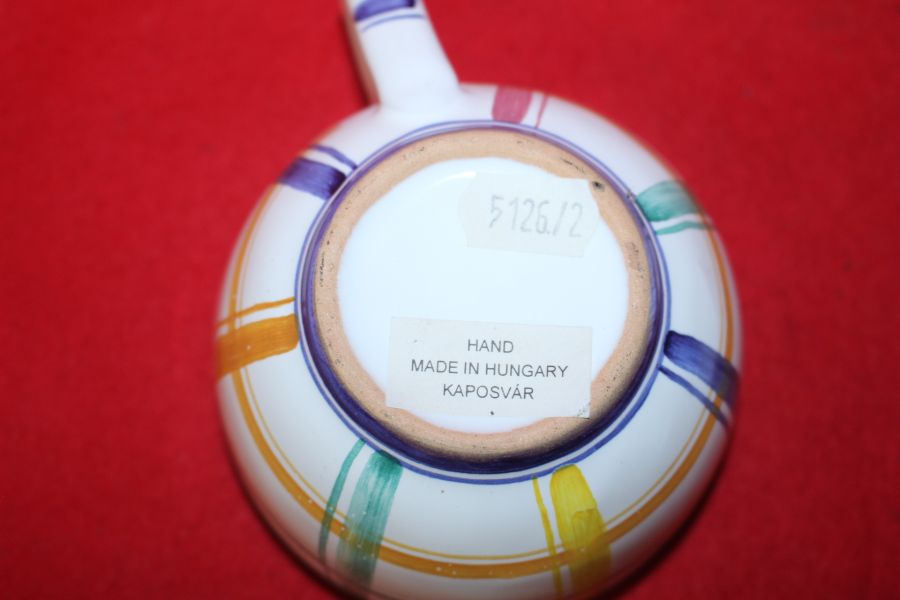 5126./2
HAND
MADE IN HUNGARY
KAPOSVÁR